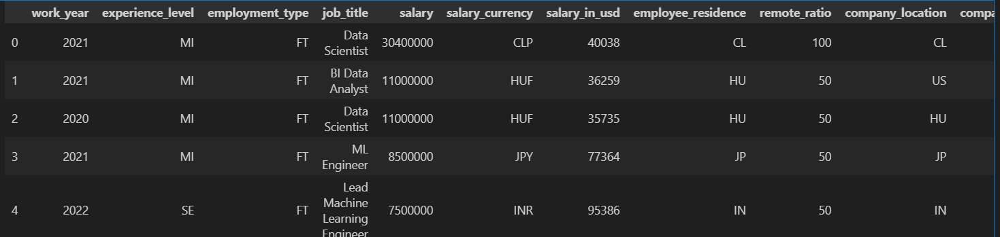 work_year experience_level employment_type job_title salary salary_currency salary_in_usd employee_residence remote_ratio company_location compa
0 2021 MI FT Data Scientist 30400000 CLP 40038 CL 100 CL
1 2021 MI FT BI Data Analyst 11000000 HUF 36259 HU 50 US
2 2020 MI FT Data Scientist 11000000 HUF 35735 HU 50 HU
3 2021 MI FT ML Engineer 8500000 JPY 77364 JP 50 JP
4 2022 SE FT Lead Machine Learning Engineer 7500000 INR 95386 IN 50 IN